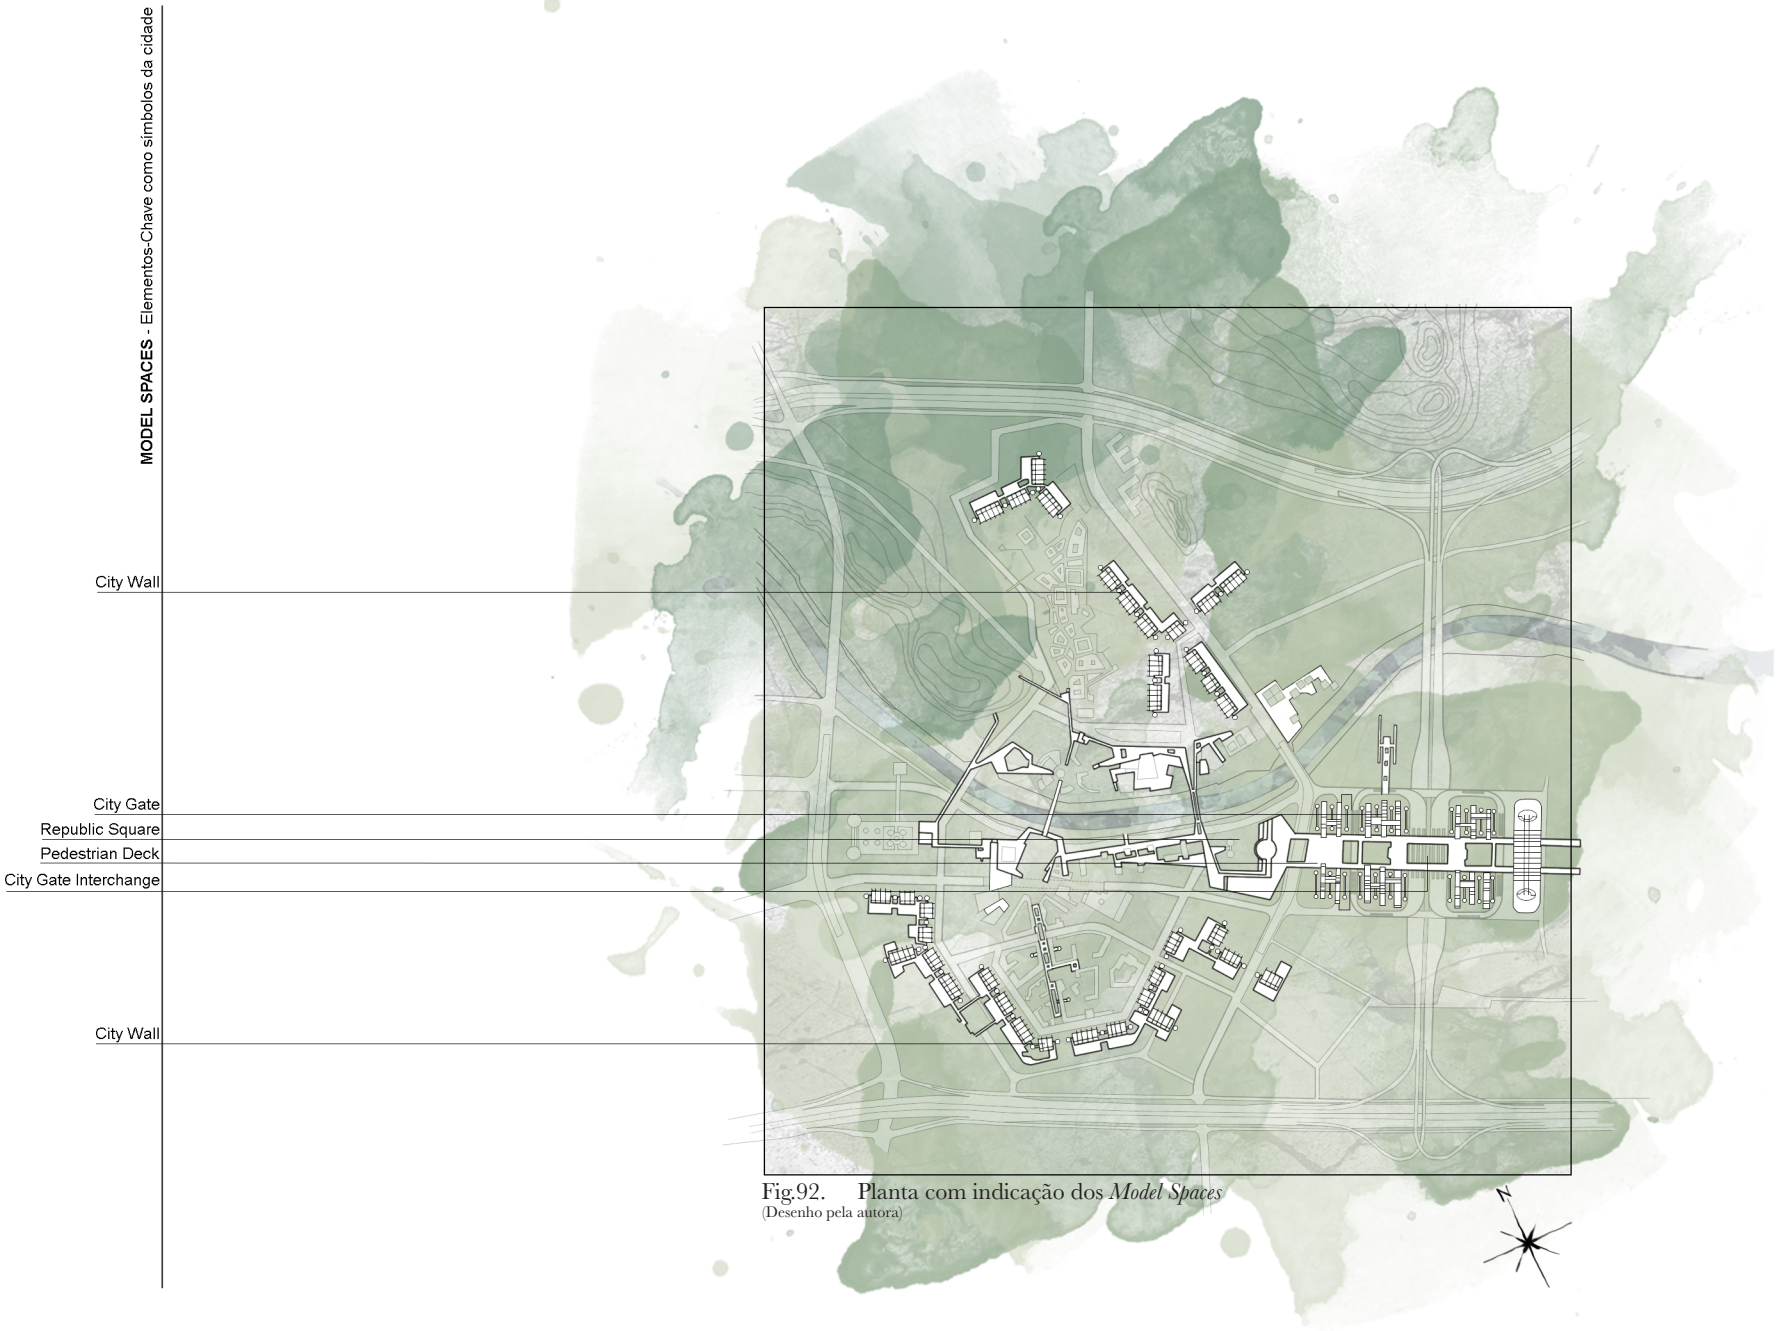 MODEL SPACES - Elementos-Chave como símbolos da cidade
City Wall
City Gate
Republic Square
Pedestrian Deck
City Gate Interchange
City Wall
Fig.92. Planta com indicação dos Model Spaces
(Desenho pela autora)
N